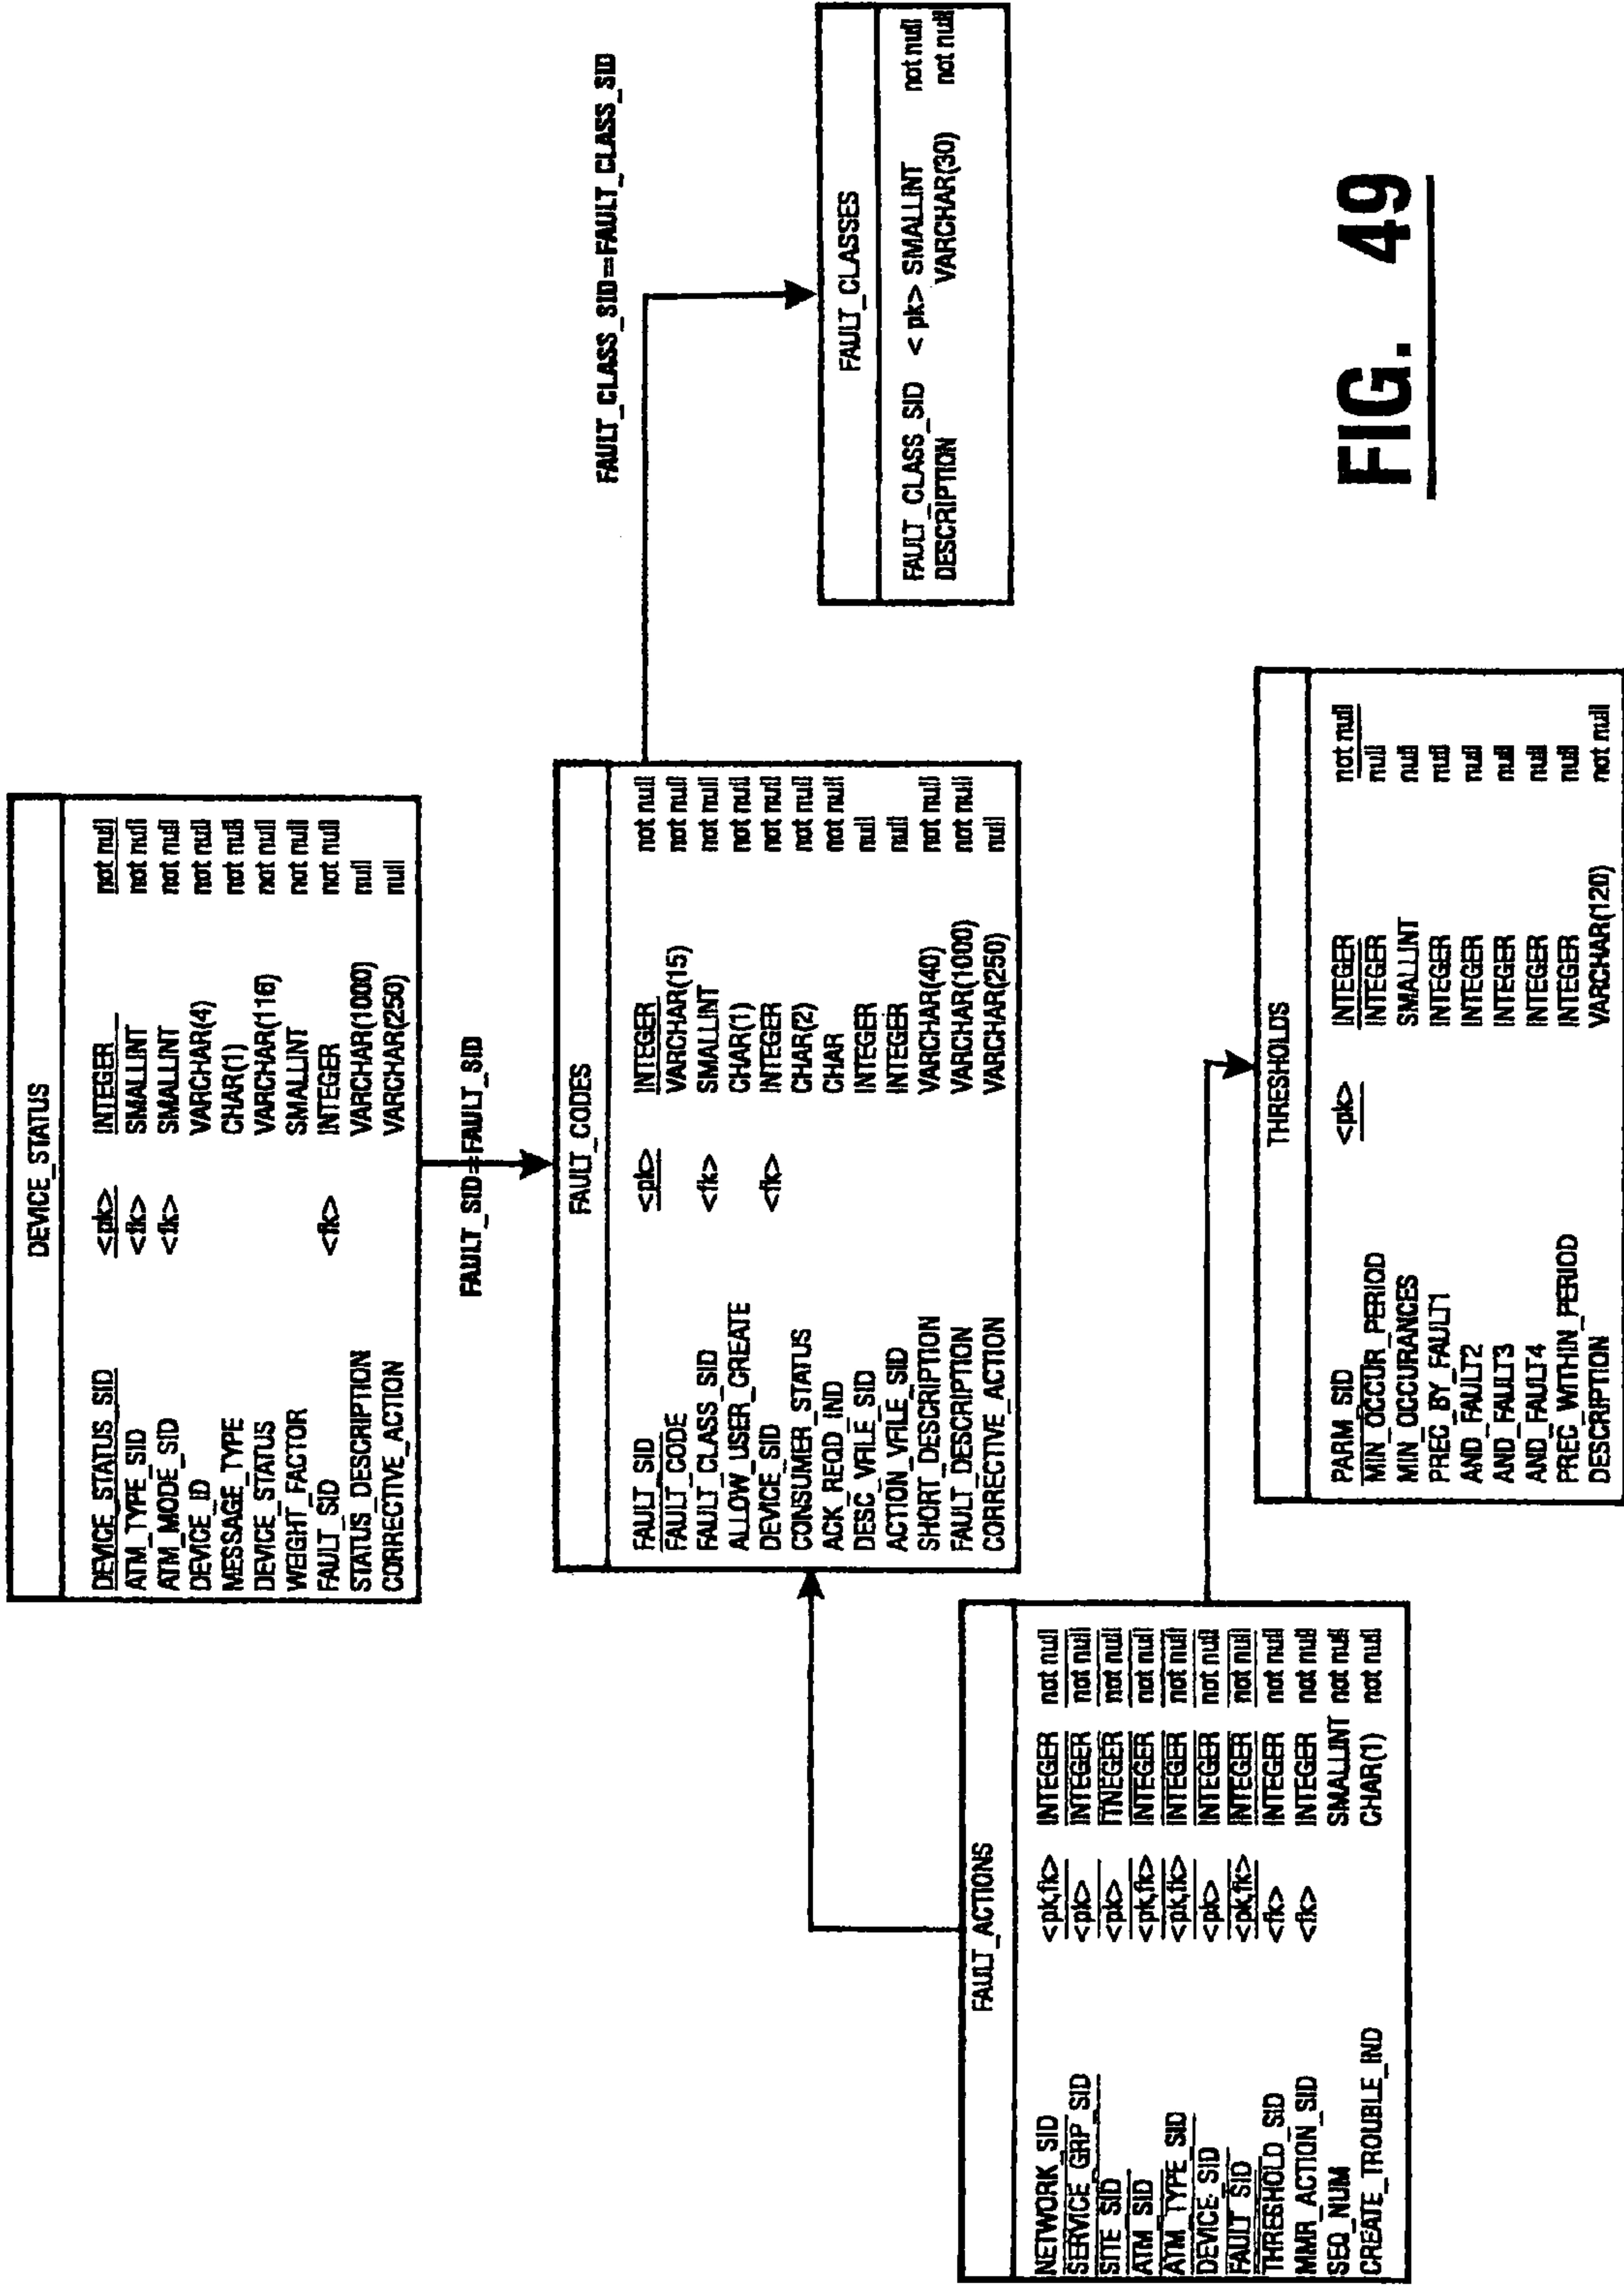 DEVICE_STATUS
DEVICE_STATUS_SID <pk> INTEGER not null
ATM_TYPE_SID <fk> SMALLINT not null
ATM_MODE_SID <fk> SMALLINT not null
DEVICE_ID VARCHAR(4) not null
MESSAGE_TYPE CHAR(1) not null
DEVICE_STATUS VARCHAR(116) not null
WEIGHT_FACTOR SMALLINT not null
FAULT_SID <fk> INTEGER not null
STATUS_DESCRIPTION VARCHAR(1000) null
CORRECTIVE_ACTION VARCHAR(250) null
FAULT_SID=FAULT_SID
FAULT_CLASS_SID=FAULT_CLASS_SID
FAULT_CODES
FAULT_SID <pk> INTEGER not null
FAULT_CODE VARCHAR(15) not null
FAULT_CLASS_SID <fk> SMALLINT not null
ALLOW_USER_CREATE CHAR(1) not null
DEVICE_SID <fk> INTEGER not null
CONSUMER_STATUS CHAR(2) not null
ACK_REQD_IND CHAR not null
DESC_VFILE_SID INTEGER null
ACTION_VFILE_SID INTEGER null
SHORT_DESCRIPTION VARCHAR(40) not null
FAULT_DESCRIPTION VARCHAR(1000) not null
CORRECTIVE_ACTION VARCHAR(250) null
FAULT_CLASSES
FAULT_CLASS_SID < pk> SMALLINT not null
DESCRIPTION VARCHAR(30) not null
FAULT_ACTIONS
NETWORK_SID <pk,fk> INTEGER not null
SERVICE_GRP_SID <pk> INTEGER not null
SITE_SID <pk> ITNEGER not null
ATM_SID <pk,fk> INTEGER not null
ATM_TYPE_SID <pk,fk> INTEGER not null
DEVICE_SID <pk> INTEGER not null
FAULT_SID <pk,fk> INTEGER not null
THRESHOLD_SID <fk> INTEGER not null
MMR_ACTION_SID <fk> INTEGER not null
SEQ_NUM SMALLINT not null
CREATE_TROUBLE_IND CHAR(1) not null
THRESHOLDS
PARM_SID <pk> INTEGER not null
MIN_OCCUR_PERIOD INTEGER null
MIN_OCCURANCES SMALLINT null
PREC_BY_FAULT1 INTEGER null
AND_FAULT2 INTEGER null
AND_FAULT3 INTEGER null
AND_FAULT4 INTEGER null
PREC_WITHIN_PERIOD INTEGER null
DESCRIPTION VARCHAR(120) not null
FIG. 49